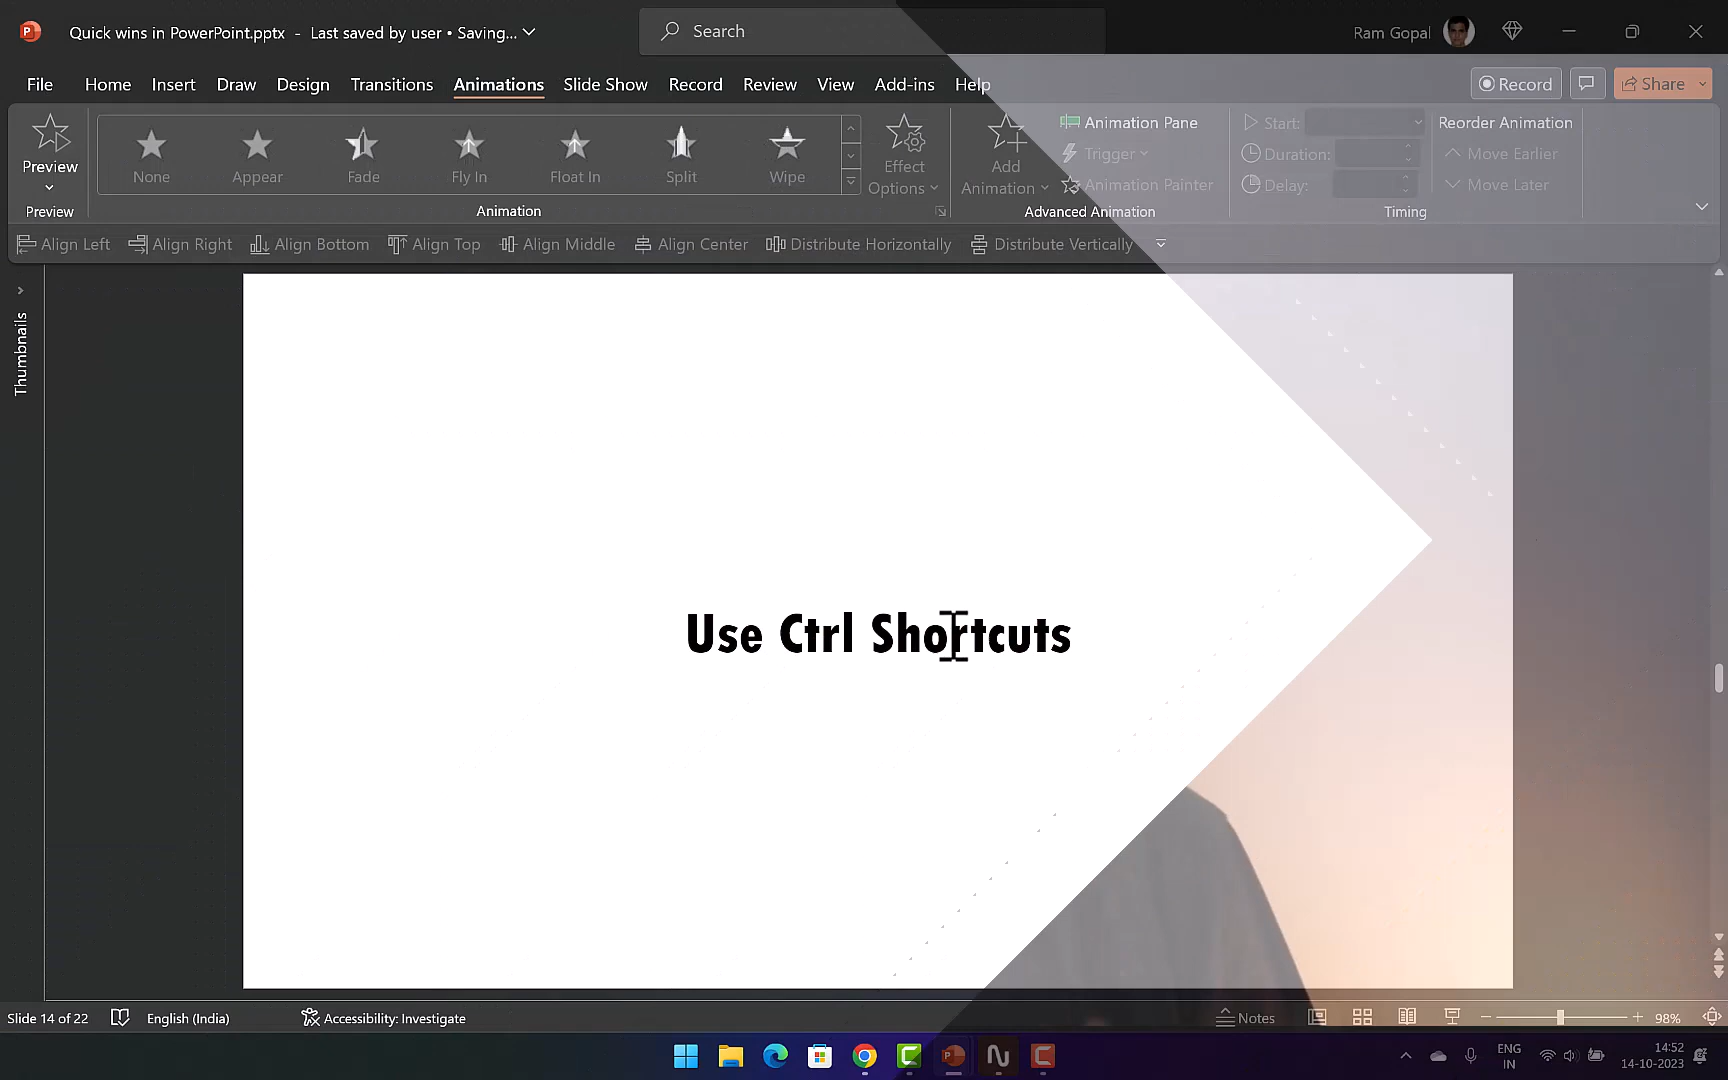 Quick wins in PowerPoint.pptx - Last saved by user • Saving...
Search
Ram Gopal
File Home Insert Draw Design Transitions Animations Slide Show Record Review View Add-ins Help
Record
Share
Preview
None Appear Fade Fly In Float In Split Wipe
Effect Options
Add Animation
Animation Pane
Trigger
Animation Painter
Start:
Duration:
Delay:
Reorder Animation
Move Earlier
Move Later
Preview
Animation
Advanced Animation
Timing
Align Left Align Right Align Bottom Align Top Align Middle Align Center Distribute Horizontally Distribute Vertically
Thumbnails
Use Ctrl Shortcuts
Slide 14 of 22
English (India)
Accessibility: Investigate
Notes
98%
ENG
IN
14:52
14-10-2023